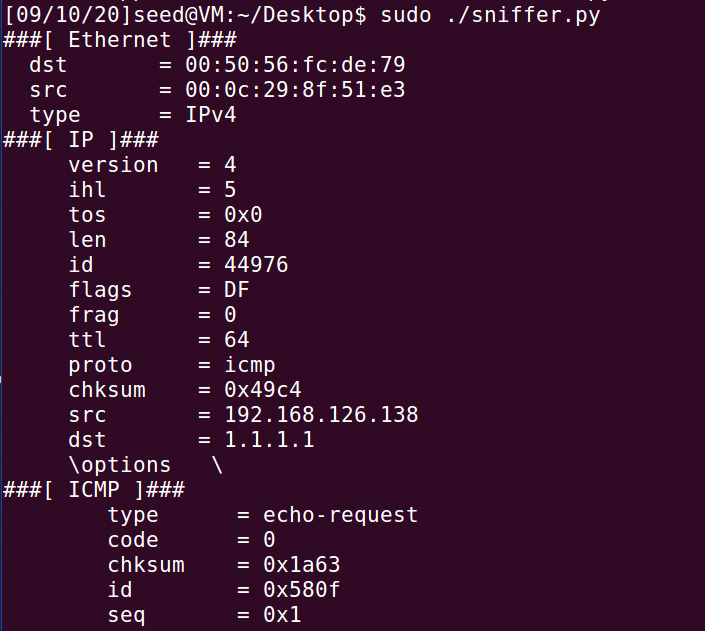 [09/10/20]seed@VM:~/Desktop$ sudo ./sniffer.py
###[ Ethernet ]###
  dst       = 00:50:56:fc:de:79
  src       = 00:0c:29:8f:51:e3
  type      = IPv4
###[ IP ]###
     version   = 4
     ihl       = 5
     tos       = 0x0
     len       = 84
     id        = 44976
     flags     = DF
     frag      = 0
     ttl       = 64
     proto     = icmp
     chksum    = 0x49c4
     src       = 192.168.126.138
     dst       = 1.1.1.1
     \options   \
###[ ICMP ]###
        type      = echo-request
        code      = 0
        chksum    = 0x1a63
        id        = 0x580f
        seq       = 0x1